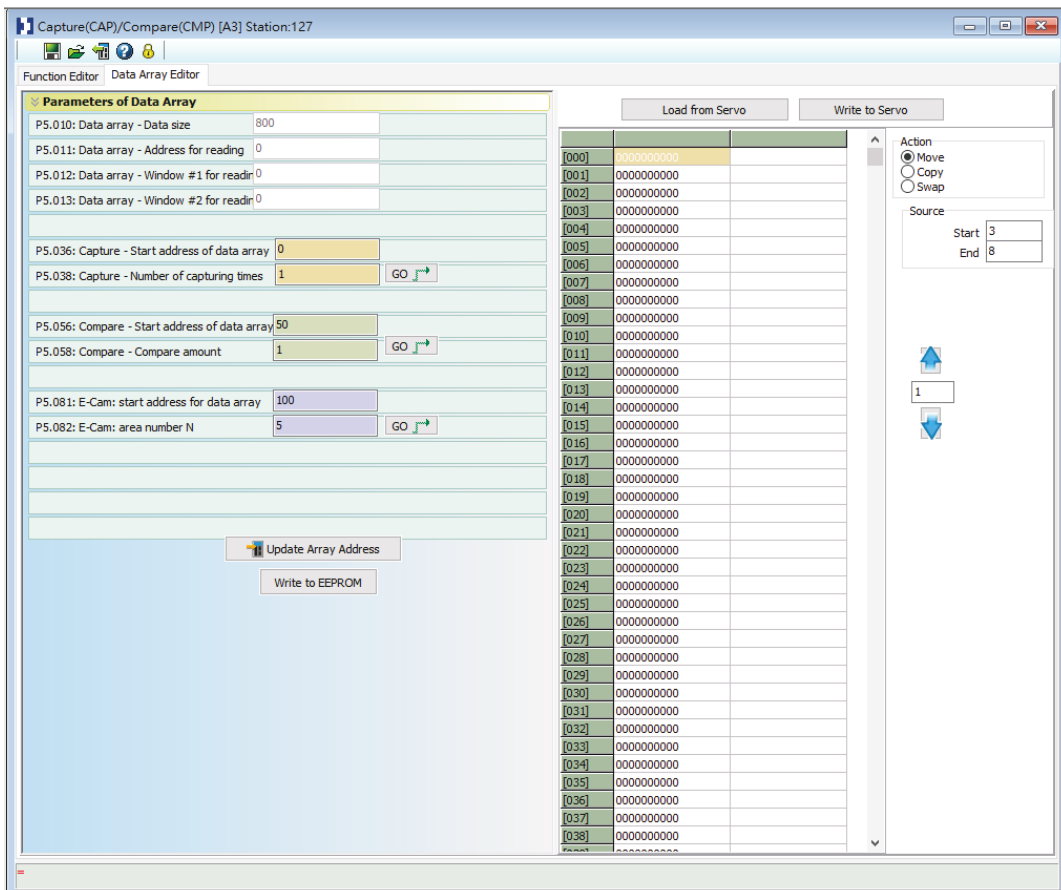 Capture(CAP)/Compare(CMP) [A3] Station:127
Function Editor Data Array Editor
Parameters of Data Array
P5.010: Data array - Data size 800
P5.011: Data array - Address for reading 0
P5.012: Data array - Window #1 for readin 0
P5.013: Data array - Window #2 for readin 0
P5.036: Capture - Start address of data array 0
P5.038: Capture - Number of capturing times 1 GO
P5.056: Compare - Start address of data array 50
P5.058: Compare - Compare amount 1 GO
P5.081: E-Cam: start address for data array 100
P5.082: E-Cam: area number N 5 GO
Update Array Address
Write to EEPROM
Load from Servo Write to Servo
[000] 0000000000
[001] 0000000000
[002] 0000000000
[003] 0000000000
[004] 0000000000
[005] 0000000000
[006] 0000000000
[007] 0000000000
[008] 0000000000
[009] 0000000000
[010] 0000000000
[011] 0000000000
[012] 0000000000
[013] 0000000000
[014] 0000000000
[015] 0000000000
[016] 0000000000
[017] 0000000000
[018] 0000000000
[019] 0000000000
[020] 0000000000
[021] 0000000000
[022] 0000000000
[023] 0000000000
[024] 0000000000
[025] 0000000000
[026] 0000000000
[027] 0000000000
[028] 0000000000
[029] 0000000000
[030] 0000000000
[031] 0000000000
[032] 0000000000
[033] 0000000000
[034] 0000000000
[035] 0000000000
[036] 0000000000
[037] 0000000000
[038] 0000000000
Action
Move
Copy
Swap
Source
Start 3
End 8
1
=